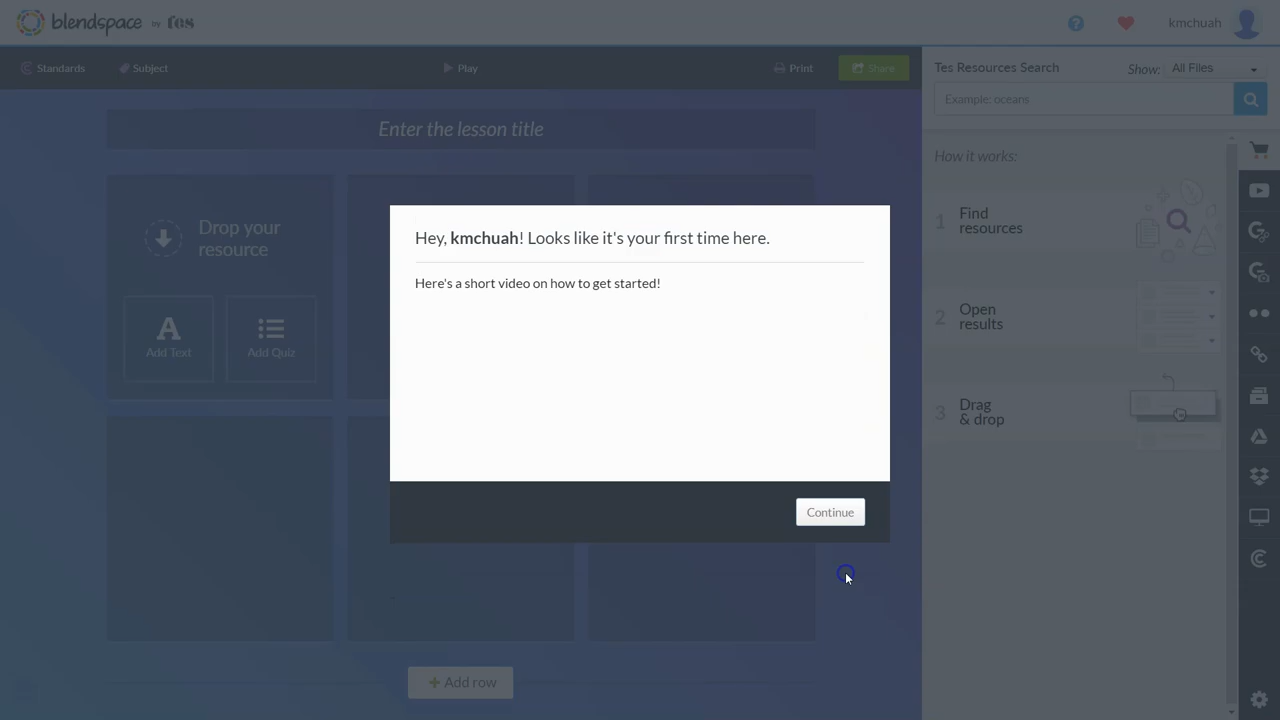 blendspace by tes
kmchuah
Standards
Subject
Play
Print
Share
Tes Resources Search
Show: All Files
Example: oceans
Enter the lesson title
How it works:
Drop your
resource
Add Text
Add Quiz
1 Find
resources
2 Open
results
3 Drag
& drop
Hey, kmchuah! Looks like it's your first time here.
Here's a short video on how to get started!
Continue
Add row